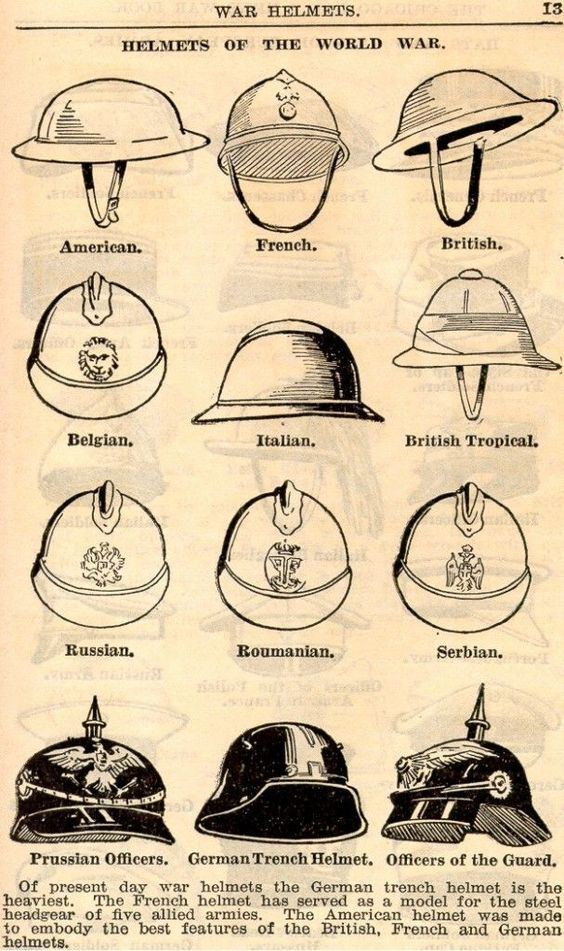 WAR HELMETS. 13
HELMETS OF THE WORLD WAR.
American. French. British.
Belgian. Italian. British Tropical.
Russian. Roumanian. Serbian.
Prussian Officers. German Trench Helmet. Officers of the Guard.
Of present day war helmets the German trench helmet is the
heaviest. The French helmet has served as a model for the steel
headgear of five allied armies. The American helmet was made
to embody the best features of the British, French and German
helmets.